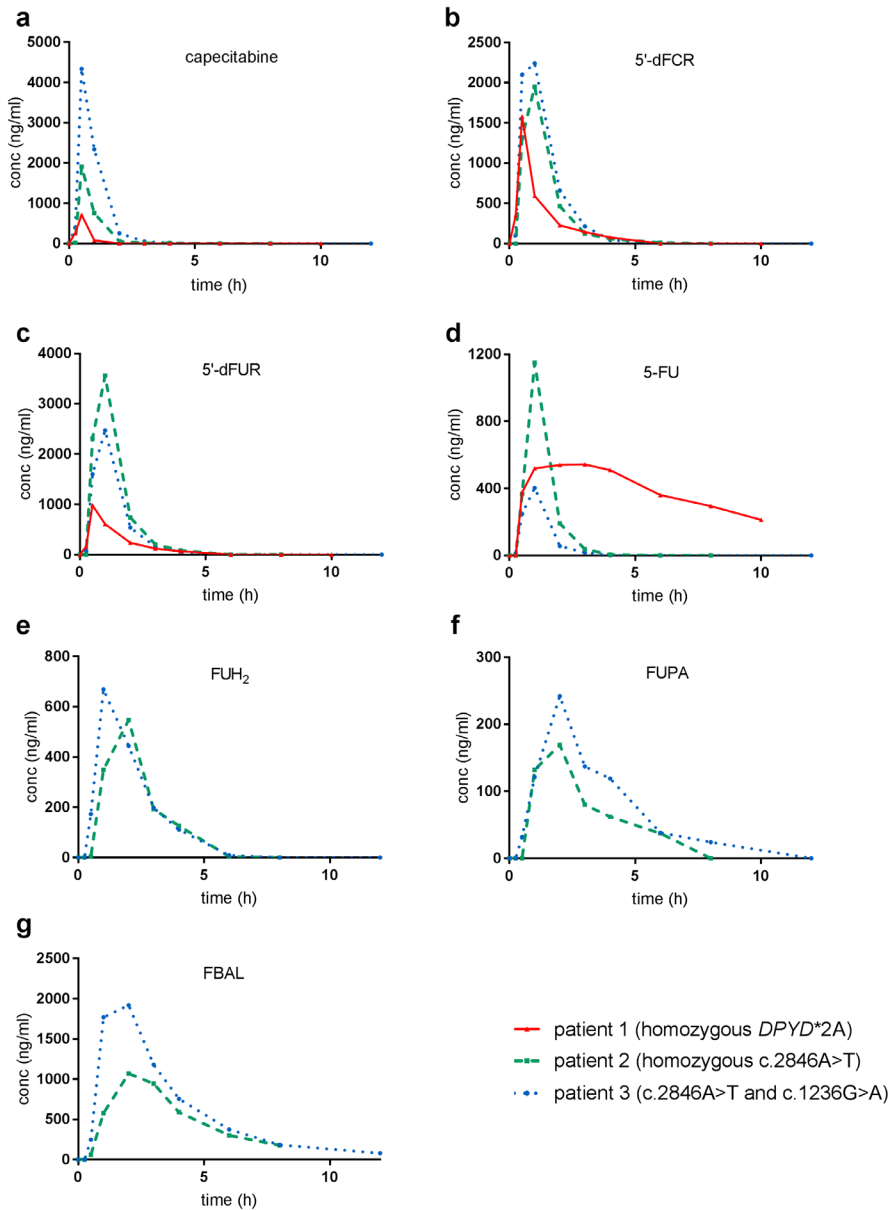 a
capecitabine
conc (ng/ml)
5000
4000
3000
2000
1000
0
0 5 10
time (h)
b
5'-dFCR
conc (ng/ml)
2500
2000
1500
1000
500
0
0 5 10
time (h)
c
5'-dFUR
conc (ng/ml)
4000
3000
2000
1000
0
0 5 10
time (h)
d
5-FU
conc (ng/ml)
1200
800
400
0
0 5 10
time (h)
e
FUH₂
conc (ng/ml)
800
600
400
200
0
0 5 10
time (h)
f
FUPA
conc (ng/ml)
300
200
100
0
0 5 10
time (h)
g
FBAL
conc (ng/ml)
2500
2000
1500
1000
500
0
0 5 10
time (h)
patient 1 (homozygous DPYD*2A)
patient 2 (homozygous c.2846A>T)
patient 3 (c.2846A>T and c.1236G>A)